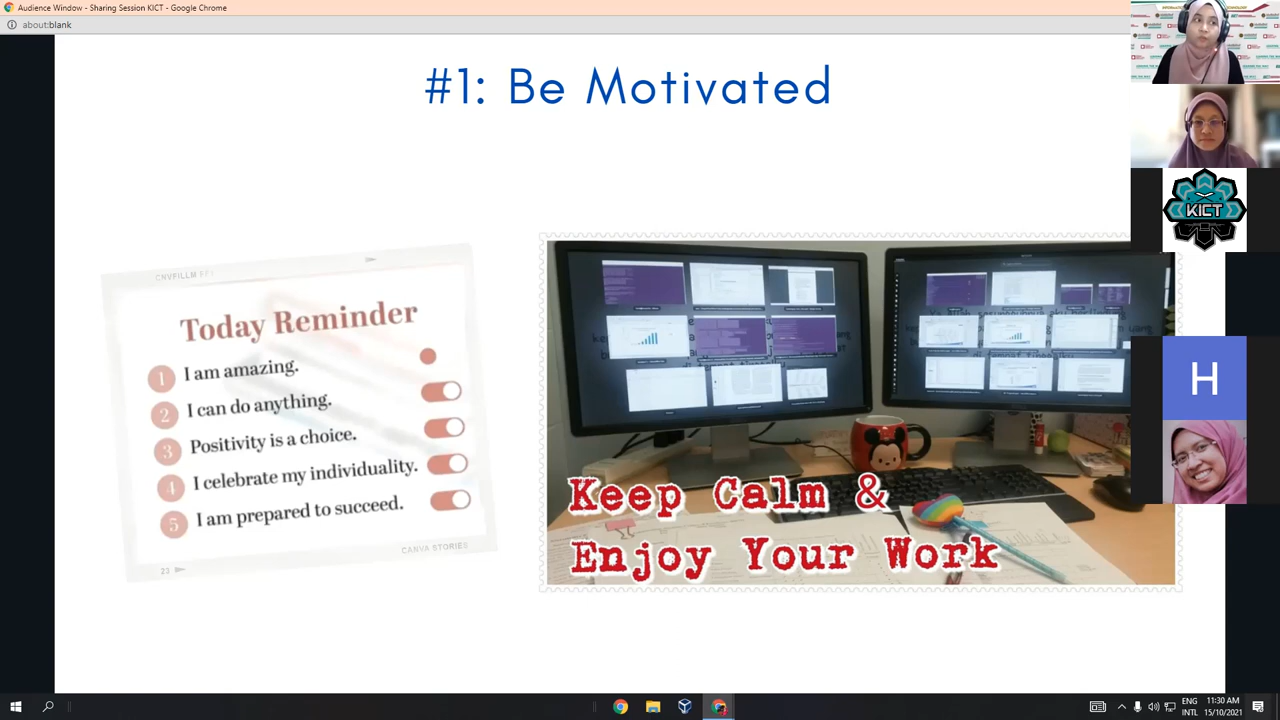 Audience Window - Sharing Session KICT - Google Chrome
about:blank
#1: Be Motivated
CNVFILLM
Today Reminder
1 I am amazing.
2 I can do anything.
3 Positivity is a choice.
4 I celebrate my individuality.
5 I am prepared to succeed.
CANVA STORIES
23
Keep Calm &
Enjoy Your Work
KICT
H
ENG
INTL
11:30 AM
15/10/2021